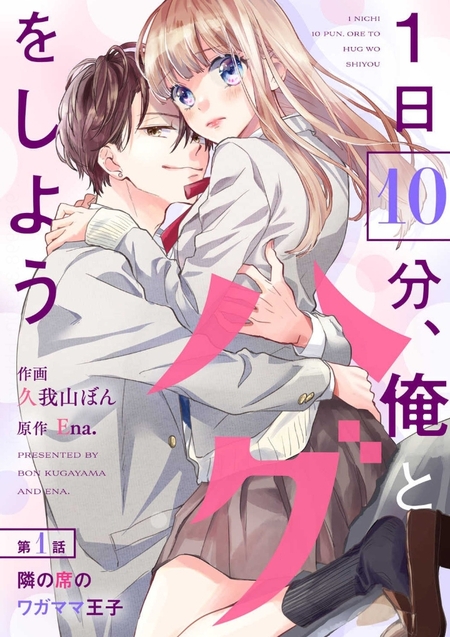 1日10分、俺と
ハグ
をしよう
1 NICHI
10 PUN, ORE TO
HUG WO
SHIYOU
作画
久我山ぼん
原作 Ena.
PRESENTED BY
BON KUGAYAMA
AND ENA.
第1話
隣の席の
ワガママ王子